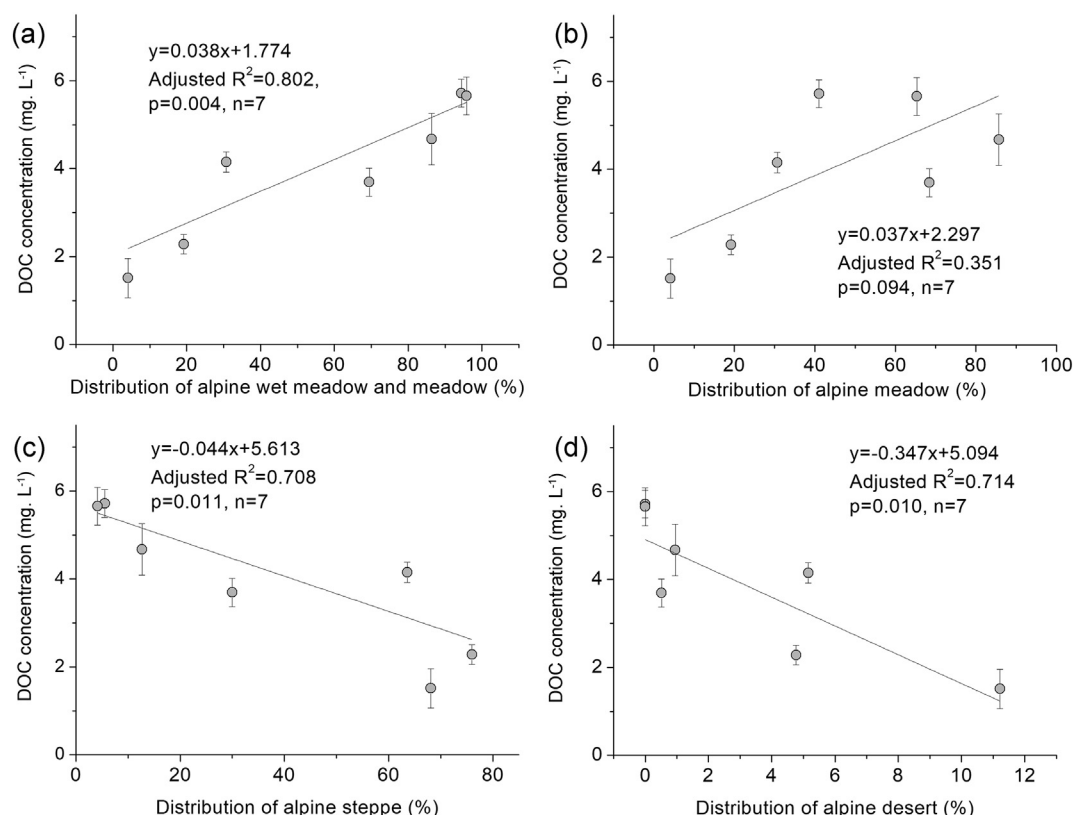 (a)
y=0.038x+1.774
Adjusted R²=0.802,
p=0.004, n=7
DOC concentration (mg. L⁻¹)
6
4
2
0
0 20 40 60 80 100
Distribution of alpine wet meadow and meadow (%)
(b)
y=0.037x+2.297
Adjusted R²=0.351
p=0.094, n=7
DOC concentration (mg. L⁻¹)
6
4
2
0
0 20 40 60 80 100
Distribution of alpine meadow (%)
(c)
y=-0.044x+5.613
Adjusted R²=0.708
p=0.011, n=7
DOC concentration (mg. L⁻¹)
6
4
2
0
0 20 40 60 80
Distribution of alpine steppe (%)
(d)
y=-0.347x+5.094
Adjusted R²=0.714
p=0.010, n=7
DOC concentration (mg. L⁻¹)
6
4
2
0
0 2 4 6 8 10 12
Distribution of alpine desert (%)